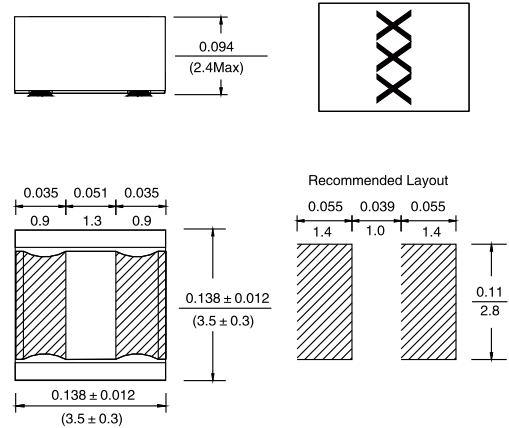 0.094
(2.4Max)
XXX
Recommended Layout
0.035 0.051 0.035
0.9 1.3 0.9
0.138 ± 0.012
(3.5 ± 0.3)
0.138 ± 0.012
(3.5 ± 0.3)
0.055 0.039 0.055
1.4 1.0 1.4
0.11
2.8